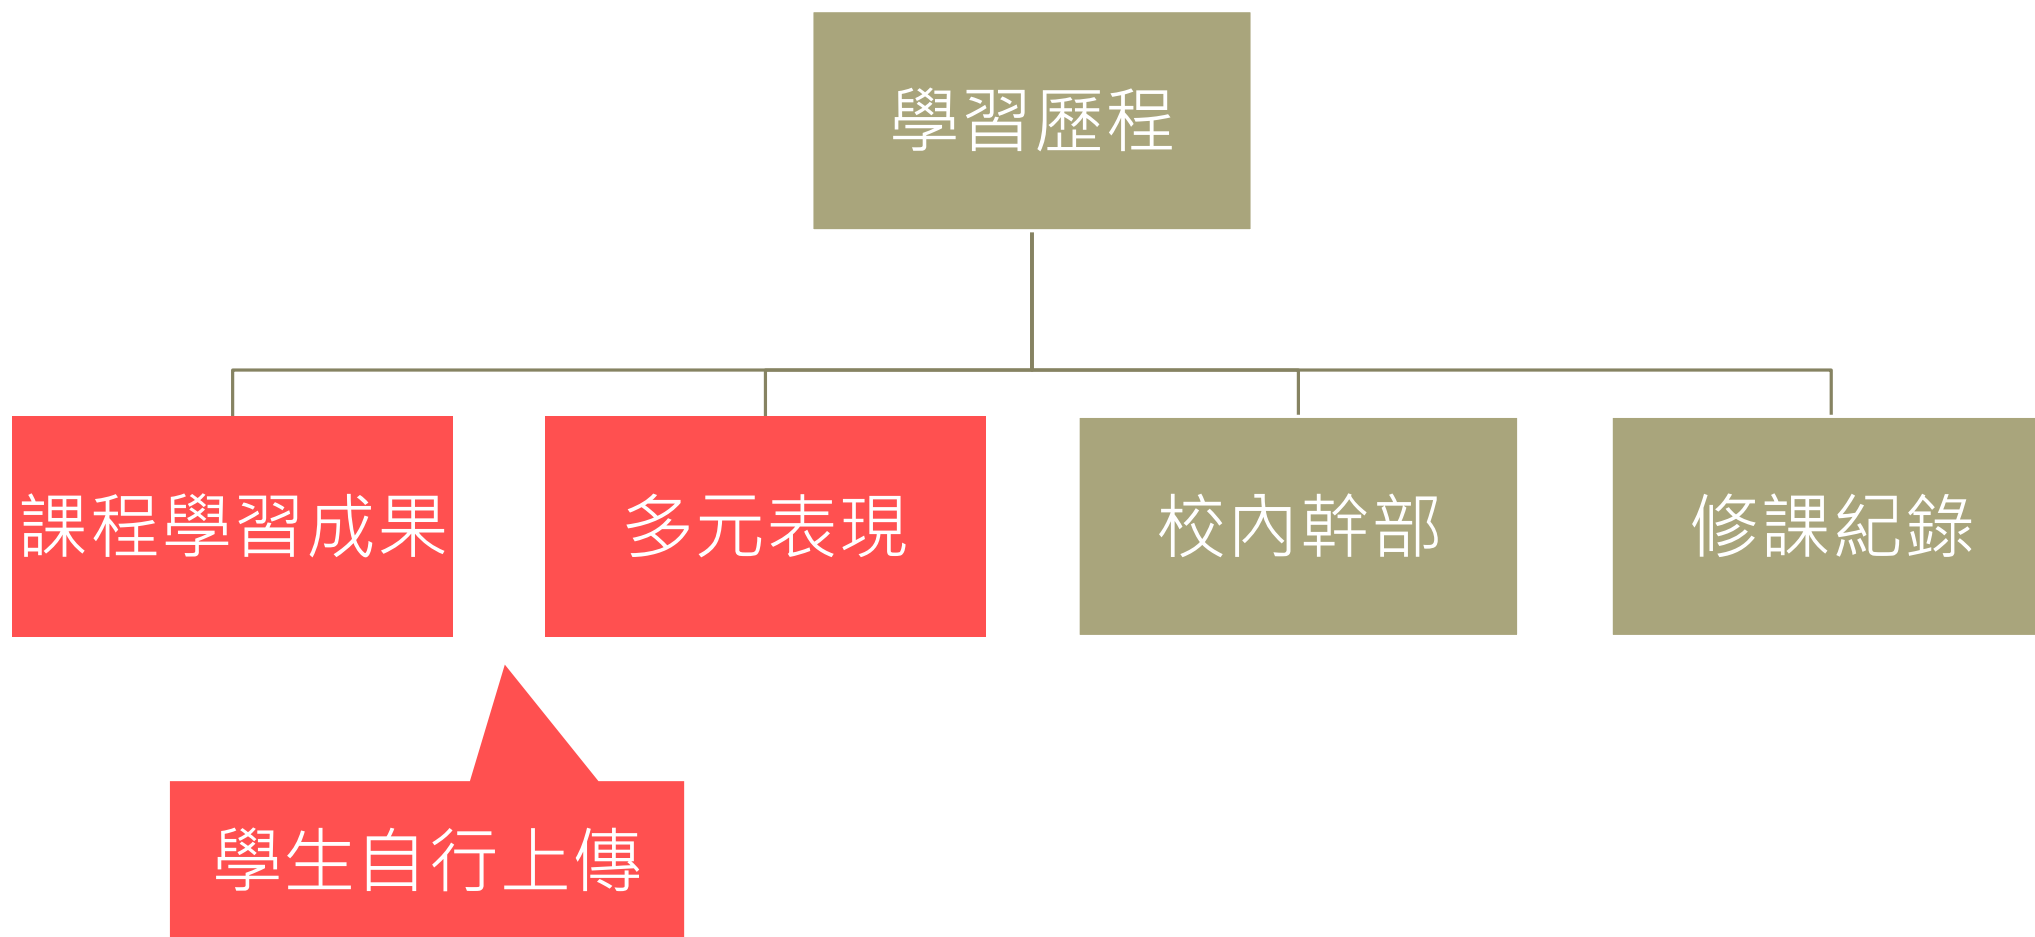 學習歷程
課程學習成果
多元表現
校內幹部
修課紀錄
學生自行上傳